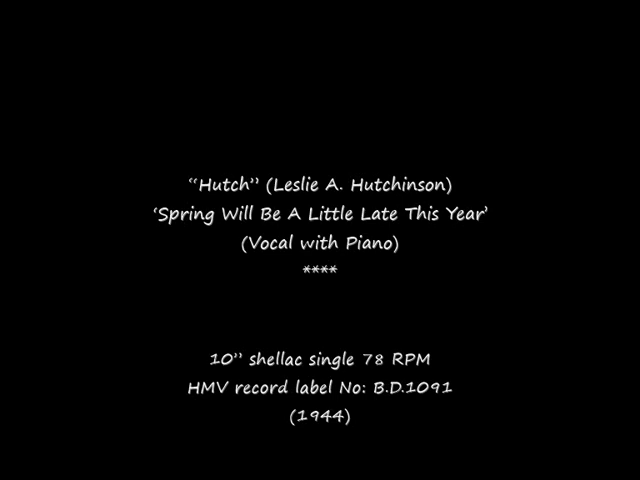 “Hutch” (Leslie A. Hutchinson)
‘Spring Will Be A Little Late This Year’
(Vocal with Piano)
****
10” shellac single 78 RPM
HMV record label No: B.D.1091
(1944)